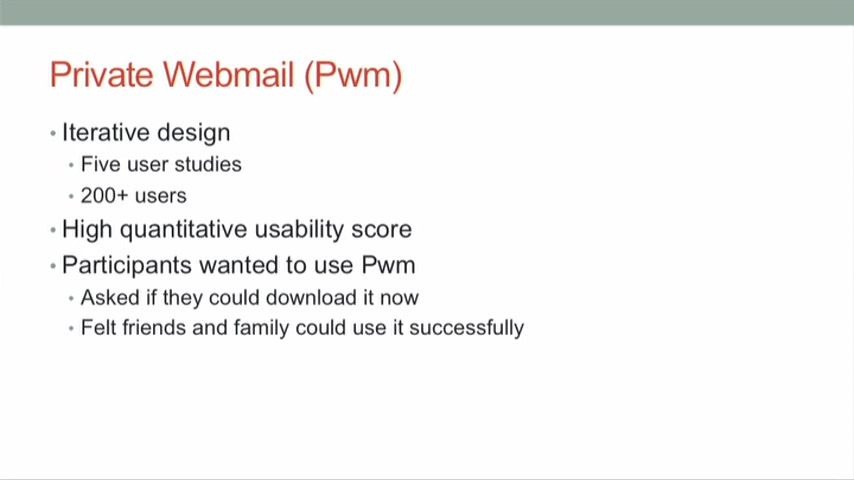 Private Webmail (Pwm)
• Iterative design
• Five user studies
• 200+ users
• High quantitative usability score
• Participants wanted to use Pwm
• Asked if they could download it now
• Felt friends and family could use it successfully